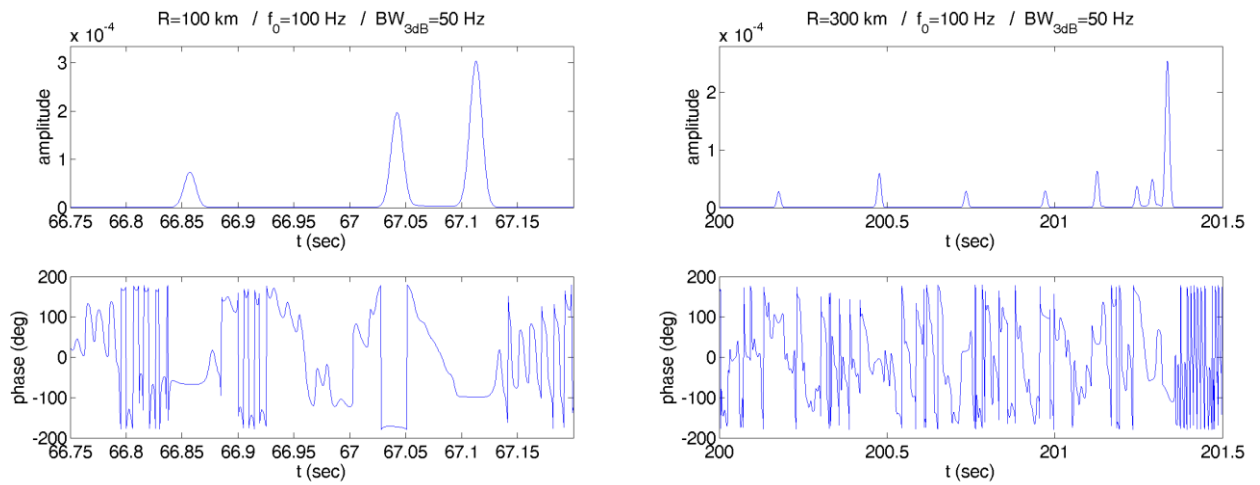 R=100 km / f0=100 Hz / BW3dB=50 Hz
x 10-4
3
2
1
0
amplitude
66.75 66.8 66.85 66.9 66.95 67 67.05 67.1 67.15
t (sec)
200
100
0
-100
-200
phase (deg)
66.75 66.8 66.85 66.9 66.95 67 67.05 67.1 67.15
t (sec)
R=300 km / f0=100 Hz / BW3dB=50 Hz
x 10-4
2
1
0
amplitude
200 200.5 201 201.5
t (sec)
200
100
0
-100
-200
phase (deg)
200 200.5 201 201.5
t (sec)